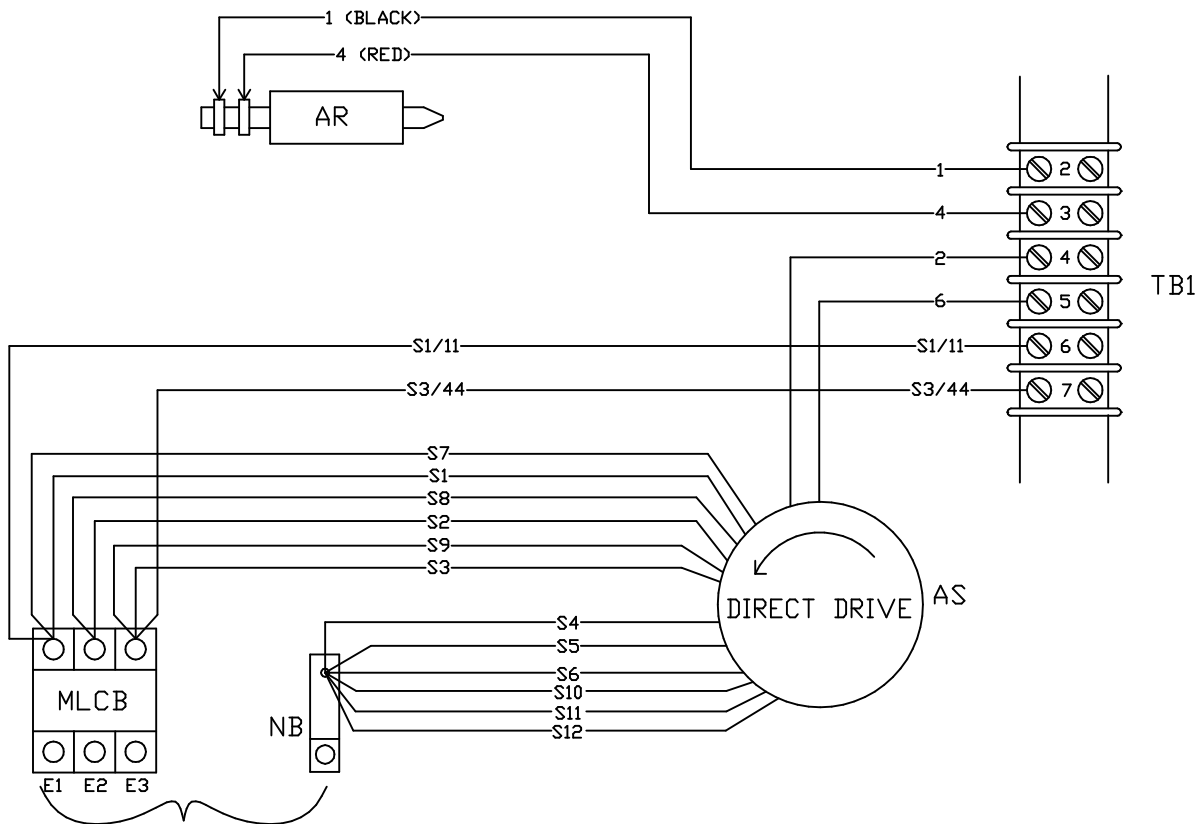 1 (BLACK)
4 (RED)
AR
1
2
4
3
2
4
TB1
6
5
S1/11
S1/11
6
S3/44
S3/44
7
S7
S1
S8
S2
S9
S3
AS
DIRECT DRIVE
S4
S5
S6
S10
MLCB
S11
NB
S12
E1 E2 E3